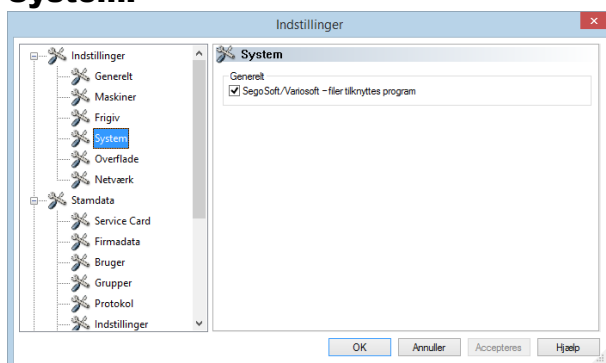 System.
Indstillinger
Indstillinger
Generelt
Maskiner
Frigiv
System
Overflade
Netværk
Stamdata
Service Card
Firmadata
Bruger
Grupper
Protokol
Indstillinger
System
Generelt
SegoSoft/Variosoft -filer tilknyttes program
OK
Annuller
Accepteres
Hjælp